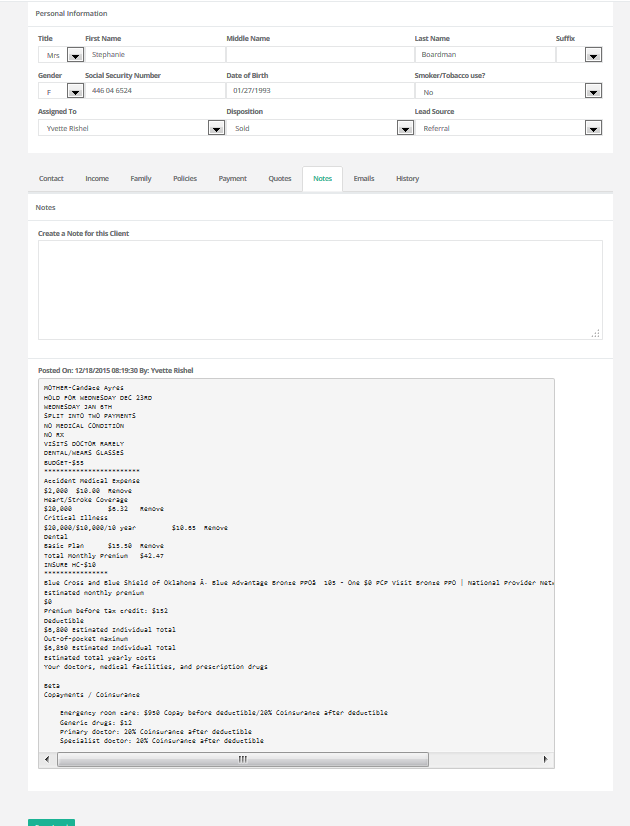 Personal Information
Title First Name Middle Name Last Name Suffix
Mrs Stephanie Boardman
Gender Social Security Number Date of Birth Smoker/Tobacco use?
F 446 04 6524 01/27/1993 No
Assigned To Disposition Lead Source
Yvette Rishel Sold Referral
Contact Income Family Policies Payment Quotes Notes Emails History
Notes
Create a Note for this Client
Posted On: 12/18/2015 08:19:30 By: Yvette Rishel
MOTHER-Candace Ayres
HOLD FOR WEDNESDAY DEC 23RD
WEDNESDAY JAN 6TH
SPLIT INTO TWO PAYMENTS
NO MEDICAL CONDITION
NO RX
VISITS DOCTOR RARELY
DENTAL/WEARS GLASSES
BUDGET-$55
************************
Accident Medical Expense
$2,000 $10.00 Remove
Heart/Stroke Coverage
$20,000 $6.32 Remove
Critical Illness
$20,000/$10,000/10 year $10.65 Remove
Dental
Basic Plan $15.50 Remove
Total Monthly Premium $42.47
INSURE HC-$10
****************
Blue Cross and Blue Shield of Oklahoma Â· Blue Advantage Bronze PPOâ 105 - One $0 PCP Visit Bronze PPO | National Provider Net
Estimated monthly premium
$0
Premium before tax credit: $152
Deductible
$6,800 Estimated Individual Total
Out-of-pocket maximum
$6,850 Estimated Individual Total
Estimated total yearly costs
Your doctors, medical facilities, and prescription drugs
Beta
Copayments / Coinsurance
Emergency room care: $950 Copay before deductible/20% Coinsurance after deductible
Generic drugs: $12
Primary doctor: 20% Coinsurance after deductible
Specialist doctor: 20% Coinsurance after deductible